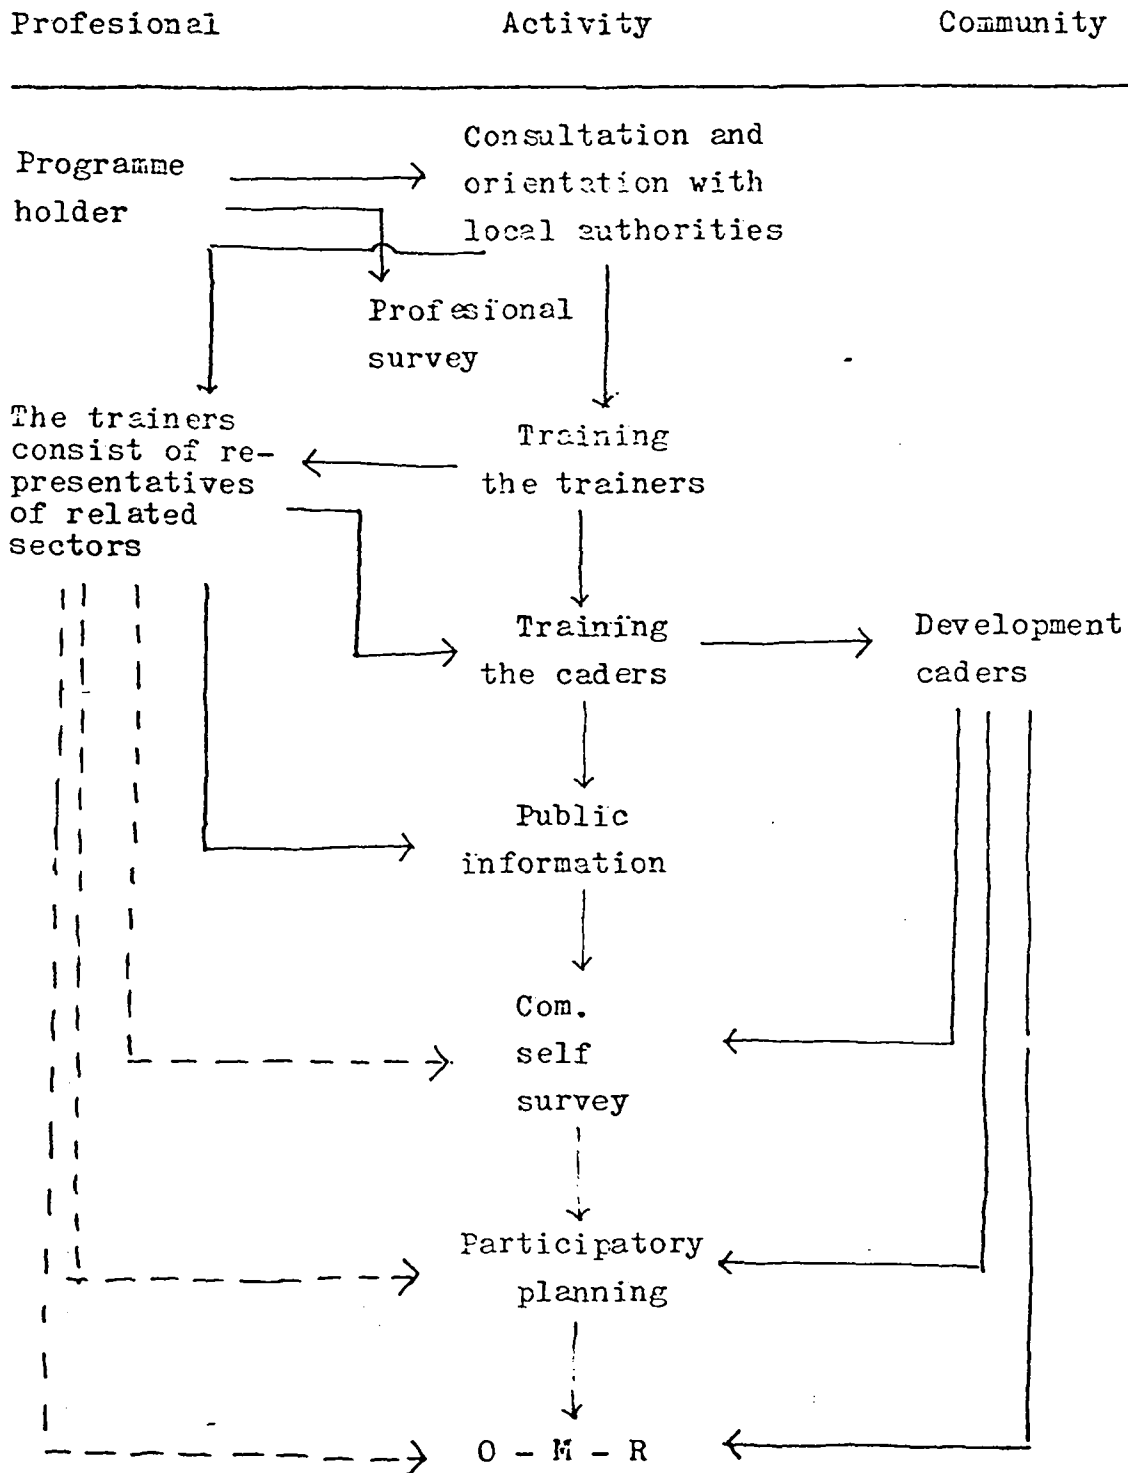 Profesional Activity Community
Programme
holder
Consultation and
orientation with
local authorities
Profesional
survey
The trainers
consist of re-
presentatives
of related
sectors
Training
the trainers
Training
the caders
Development
caders
Public
information
Com.
self
survey
Participatory
planning
O - M - R